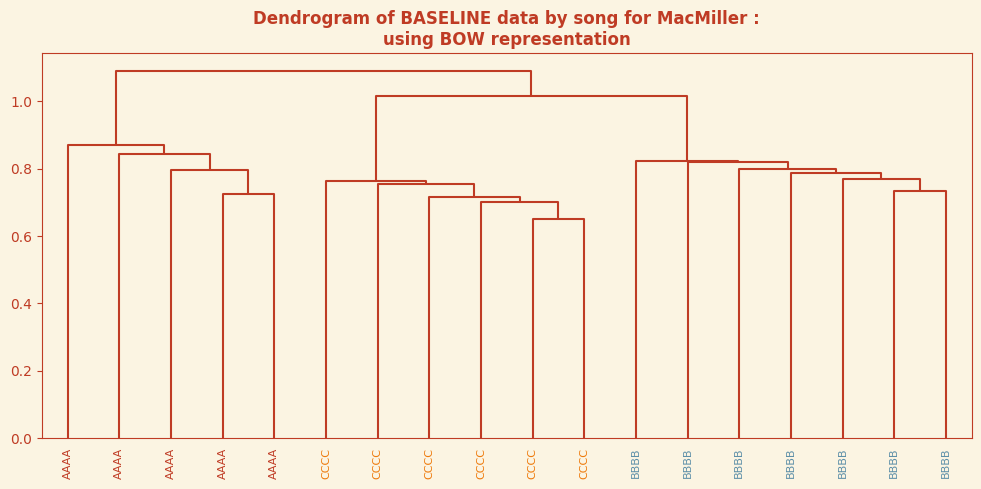 Dendrogram of BASELINE data by song for MacMiller :
using BOW representation
1.0
0.8
0.6
0.4
0.2
0.0
AAAA
AAAA
AAAA
AAAA
AAAA
CCCC
CCCC
CCCC
CCCC
CCCC
CCCC
BBBB
BBBB
BBBB
BBBB
BBBB
BBBB
BBBB